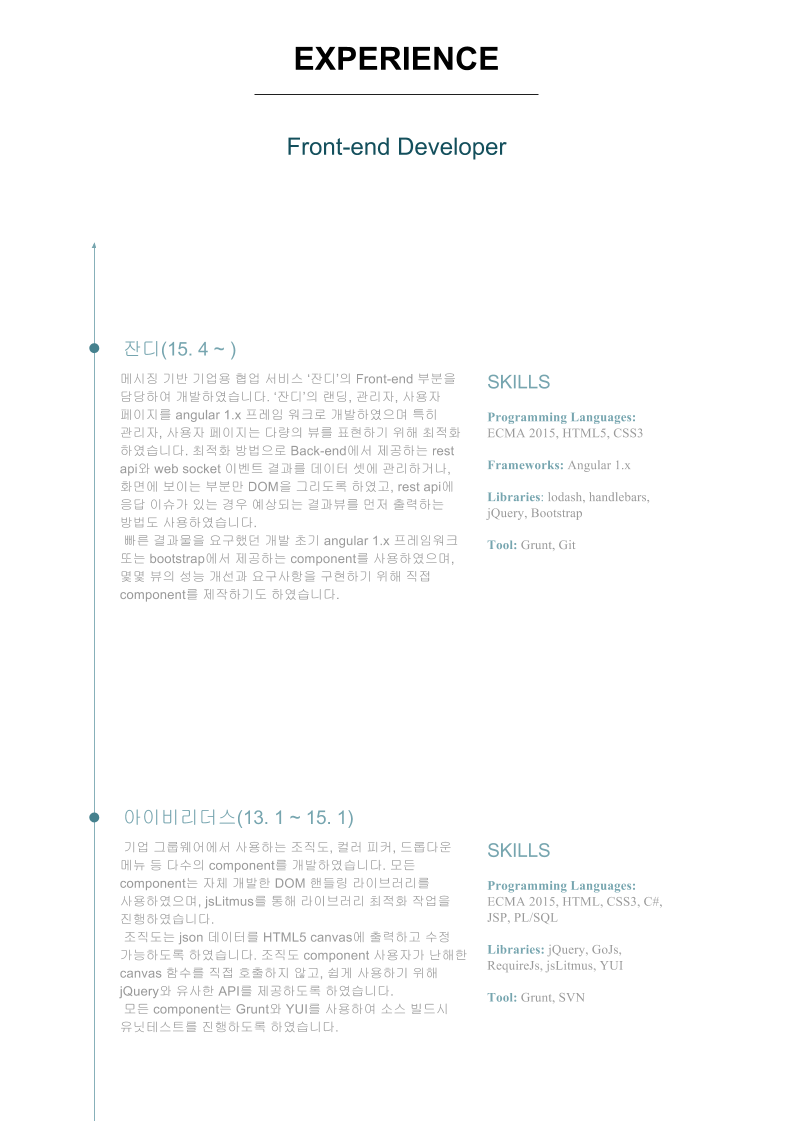 EXPERIENCE
Front-end Developer
잔디(15. 4 ~ )
메시징 기반 기업용 협업 서비스 ‘잔디’의 Front-end 부분을
담당하여 개발하였습니다. ‘잔디’의 랜딩, 관리자, 사용자
페이지를 angular 1.x 프레임 워크로 개발하였으며 특히
관리자, 사용자 페이지는 다량의 뷰를 표현하기 위해 최적화
하였습니다. 최적화 방법으로 Back-end에서 제공하는 rest
api와 web socket 이벤트 결과를 데이터 셋에 관리하거나,
화면에 보이는 부분만 DOM을 그리도록 하였고, rest api에
응답 이슈가 있는 경우 예상되는 결과뷰를 먼저 출력하는
방법도 사용하였습니다.
빠른 결과물을 요구했던 개발 초기 angular 1.x 프레임워크
또는 bootstrap에서 제공하는 component를 사용하였으며,
몇몇 뷰의 성능 개선과 요구사항을 구현하기 위해 직접
component를 제작하기도 하였습니다.
SKILLS
Programming Languages:
ECMA 2015, HTML5, CSS3
Frameworks: Angular 1.x
Libraries: lodash, handlebars,
jQuery, Bootstrap
Tool: Grunt, Git
아이비리더스(13. 1 ~ 15. 1)
기업 그룹웨어에서 사용하는 조직도, 컬러 피커, 드롭다운
메뉴 등 다수의 component를 개발하였습니다. 모든
component는 자체 개발한 DOM 핸들링 라이브러리를
사용하였으며, jsLitmus를 통해 라이브러리 최적화 작업을
진행하였습니다.
조직도는 json 데이터를 HTML5 canvas에 출력하고 수정
가능하도록 하였습니다. 조직도 component 사용자가 난해한
canvas 함수를 직접 호출하지 않고, 쉽게 사용하기 위해
jQuery와 유사한 API를 제공하도록 하였습니다.
모든 component는 Grunt와 YUI를 사용하여 소스 빌드시
유닛테스트를 진행하도록 하였습니다.
SKILLS
Programming Languages:
ECMA 2015, HTML, CSS3, C#,
JSP, PL/SQL
Libraries: jQuery, GoJs,
RequireJs, jsLitmus, YUI
Tool: Grunt, SVN